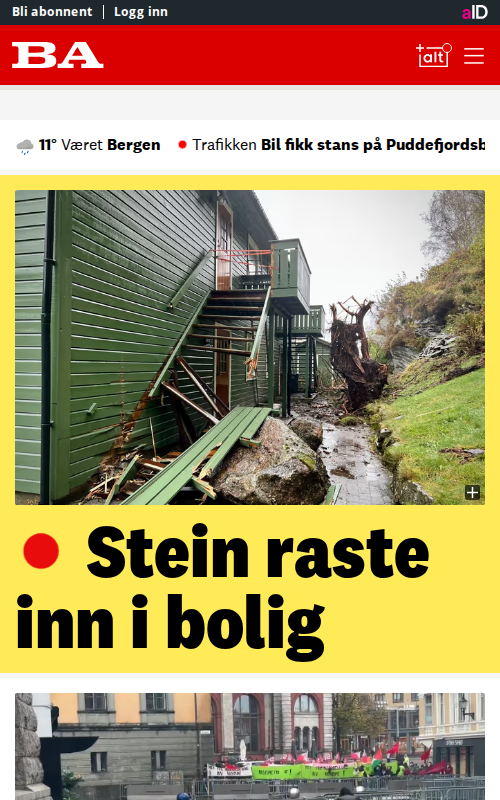 Bli abonnent | Logg inn
aID
BA
+alt
11° Været Bergen
Trafikken Bil fikk stans på Puddefjordsb
Stein raste
inn i bolig